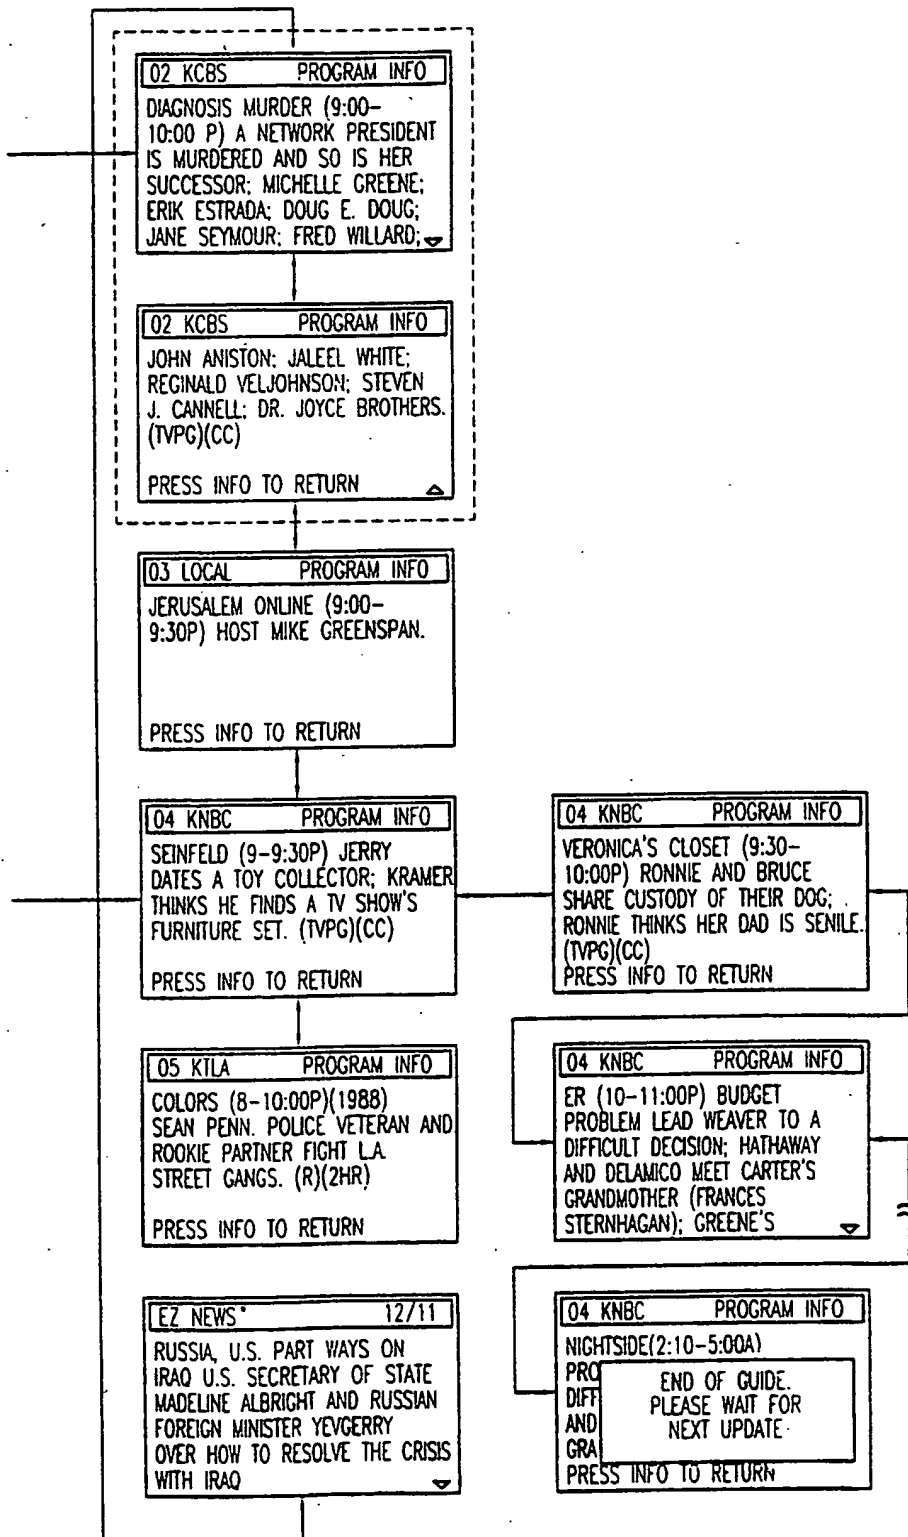 02 KCBS PROGRAM INFO
DIAGNOSIS MURDER (9:00–
10:00 P) A NETWORK PRESIDENT
IS MURDERED AND SO IS HER
SUCCESSOR; MICHELLE GREENE;
ERIK ESTRADA; DOUG E. DOUG;
JANE SEYMOUR; FRED WILLARD;
02 KCBS PROGRAM INFO
JOHN ANISTON; JALEEL WHITE;
REGINALD VELJOHNSON; STEVEN
J. CANNELL; DR. JOYCE BROTHERS.
(TVPG)(CC)
PRESS INFO TO RETURN
03 LOCAL PROGRAM INFO
JERUSALEM ONLINE (9:00–
9:30P) HOST MIKE GREENSPAN.
PRESS INFO TO RETURN
04 KNBC PROGRAM INFO
SEINFELD (9–9:30P) JERRY
DATES A TOY COLLECTOR; KRAMER
THINKS HE FINDS A TV SHOW'S
FURNITURE SET. (TVPG)(CC)
PRESS INFO TO RETURN
04 KNBC PROGRAM INFO
VERONICA'S CLOSET (9:30–
10:00P) RONNIE AND BRUCE
SHARE CUSTODY OF THEIR DOG;
RONNIE THINKS HER DAD IS SENILE.
(TVPG)(CC)
PRESS INFO TO RETURN
05 KTLA PROGRAM INFO
COLORS (8–10:00P)(1988)
SEAN PENN. POLICE VETERAN AND
ROOKIE PARTNER FIGHT L.A.
STREET GANGS. (R)(2HR)
PRESS INFO TO RETURN
04 KNBC PROGRAM INFO
ER (10–11:00P) BUDGET
PROBLEM LEAD WEAVER TO A
DIFFICULT DECISION; HATHAWAY
AND DELAMICO MEET CARTER'S
GRANDMOTHER (FRANCES
STERNHAGAN); GREENE'S
EZ NEWS 12/11
RUSSIA, U.S. PART WAYS ON
IRAQ U.S. SECRETARY OF STATE
MADELINE ALBRIGHT AND RUSSIAN
FOREIGN MINISTER YEVGERRY
OVER HOW TO RESOLVE THE CRISIS
WITH IRAQ
04 KNBC PROGRAM INFO
NIGHTSIDE(2:10–5:00A)
PRO
DIFF
AND
GRA
END OF GUIDE.
PLEASE WAIT FOR
NEXT UPDATE
PRESS INFO TO RETURN